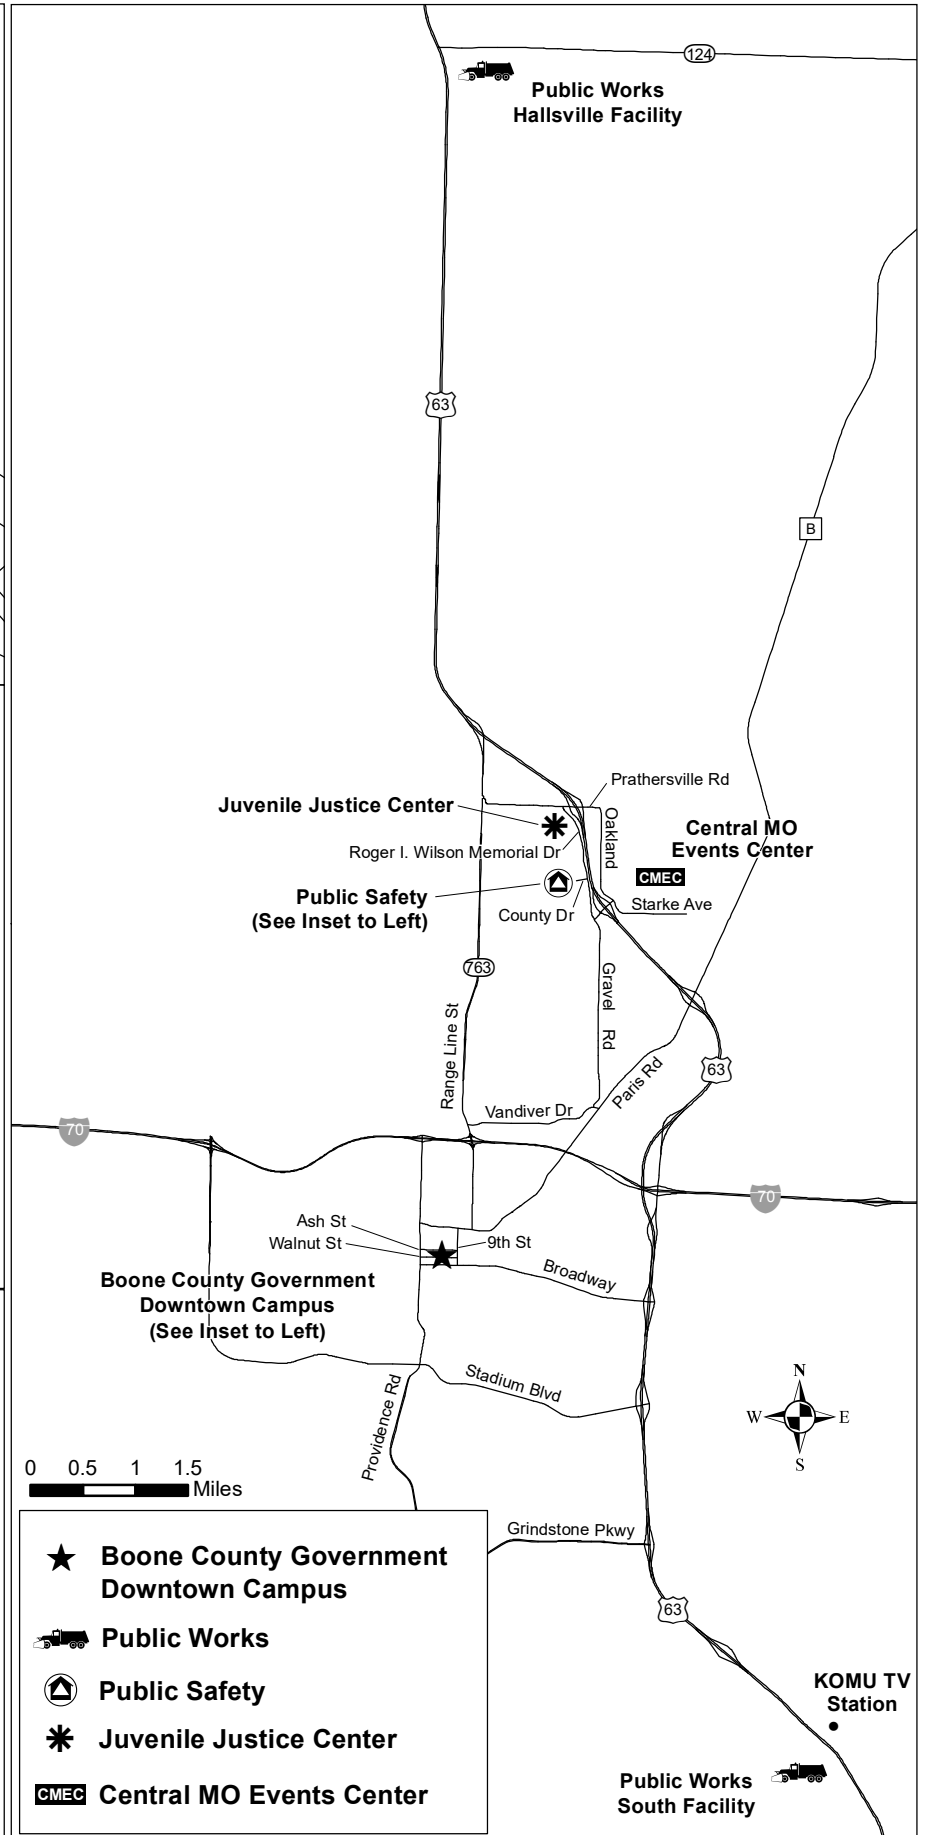 124
Public Works
Hallsville Facility
63
B
Prathersville Rd
Juvenile Justice Center
Oakland
Central MO
Events Center
Roger I. Wilson Memorial Dr
CMEC
Public Safety
(See Inset to Left)
Starke Ave
County Dr
763
Gravel Rd
Range Line St
63
Paris Rd
Vandiver Dr
70
70
Ash St
9th St
Walnut St
Broadway
Boone County Government
Downtown Campus
(See Inset to Left)
Stadium Blvd
Providence Rd
N
W E
S
0 0.5 1 1.5
Miles
Grindstone Pkwy
63
Boone County Government
Downtown Campus
Public Works
Public Safety
Juvenile Justice Center
CMEC Central MO Events Center
KOMU TV
Station
Public Works
South Facility